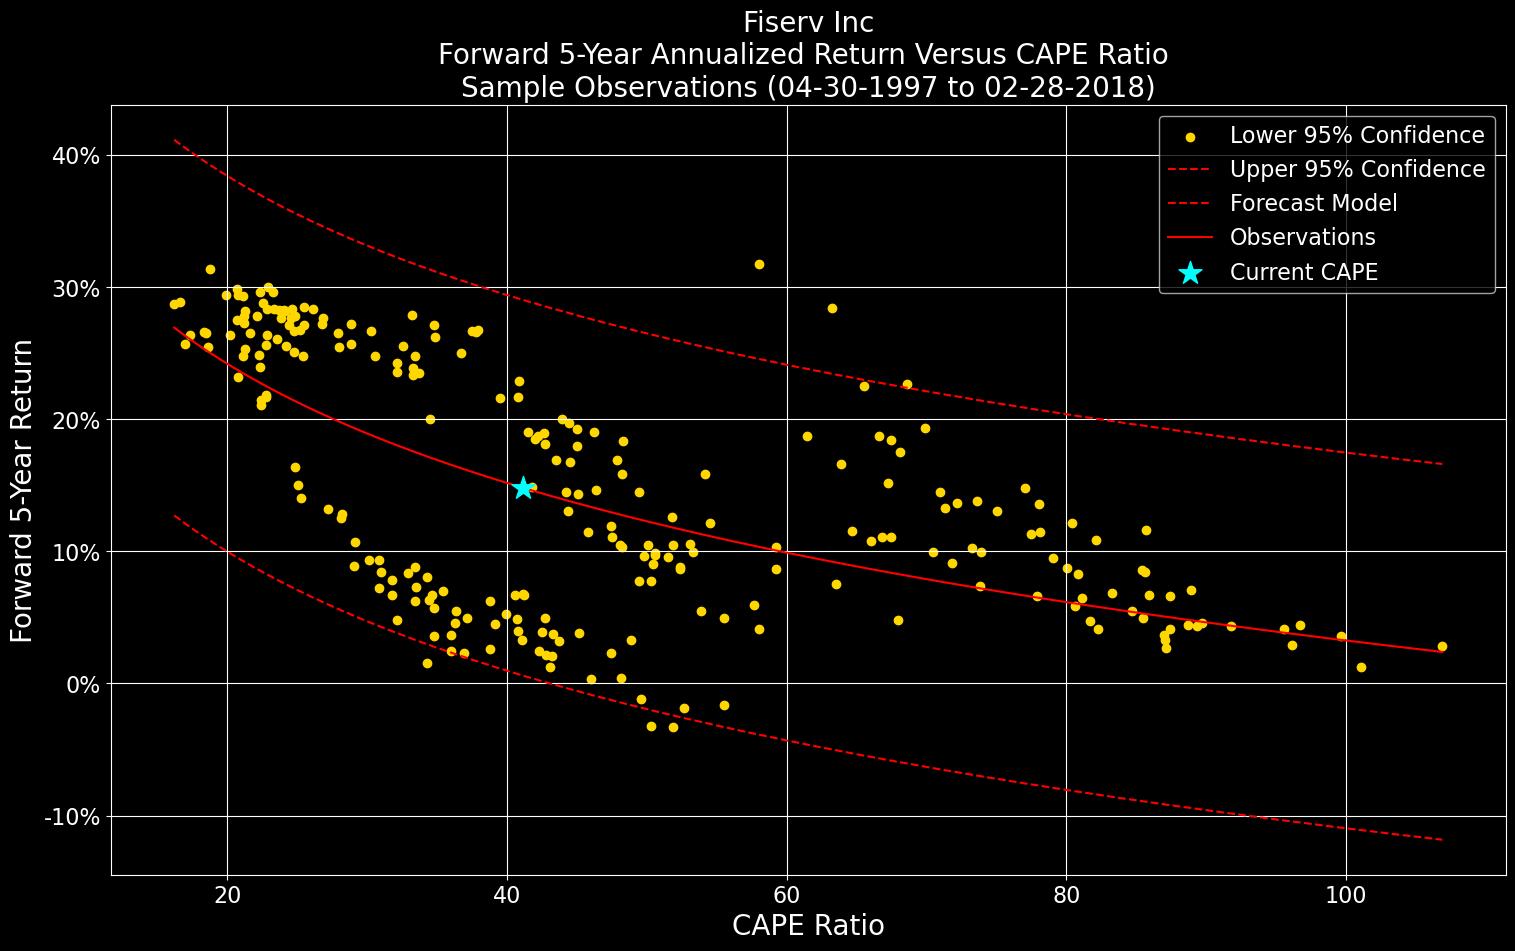 Fiserv Inc
Forward 5-Year Annualized Return Versus CAPE Ratio
Sample Observations (04-30-1997 to 02-28-2018)
Lower 95% Confidence
Upper 95% Confidence
Forecast Model
Observations
Current CAPE
Forward 5-Year Return
40%
30%
20%
10%
0%
-10%
20 40 60 80 100
CAPE Ratio